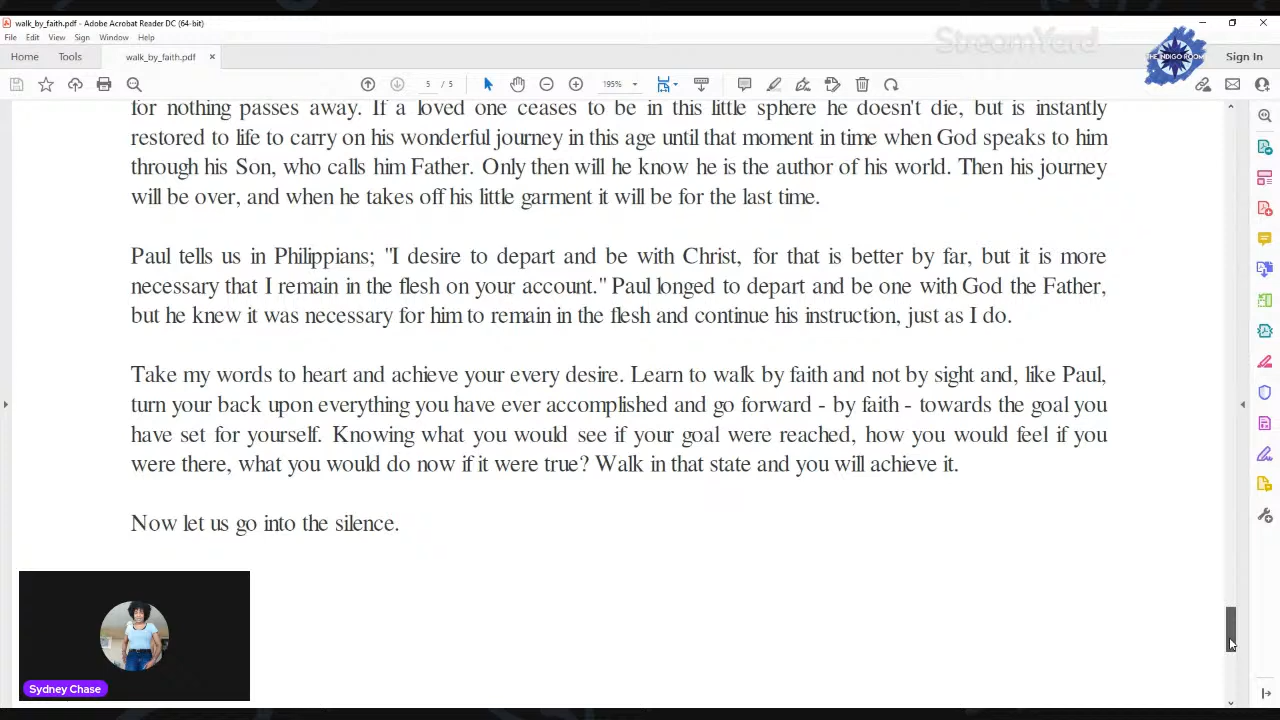 walk_by_faith.pdf - Adobe Acrobat Reader DC (64-bit)
File Edit View Sign Window Help
StreamYard
THE INDIGO ROOM
Home Tools walk_by_faith.pdf × Sign In
5 / 5 195%
for nothing passes away. If a loved one ceases to be in this little sphere he doesn't die, but is instantly
restored to life to carry on his wonderful journey in this age until that moment in time when God speaks to him
through his Son, who calls him Father. Only then will he know he is the author of his world. Then his journey
will be over, and when he takes off his little garment it will be for the last time.
Paul tells us in Philippians; "I desire to depart and be with Christ, for that is better by far, but it is more
necessary that I remain in the flesh on your account." Paul longed to depart and be one with God the Father,
but he knew it was necessary for him to remain in the flesh and continue his instruction, just as I do.
Take my words to heart and achieve your every desire. Learn to walk by faith and not by sight and, like Paul,
turn your back upon everything you have ever accomplished and go forward - by faith - towards the goal you
have set for yourself. Knowing what you would see if your goal were reached, how you would feel if you
were there, what you would do now if it were true? Walk in that state and you will achieve it.
Now let us go into the silence.
Sydney Chase